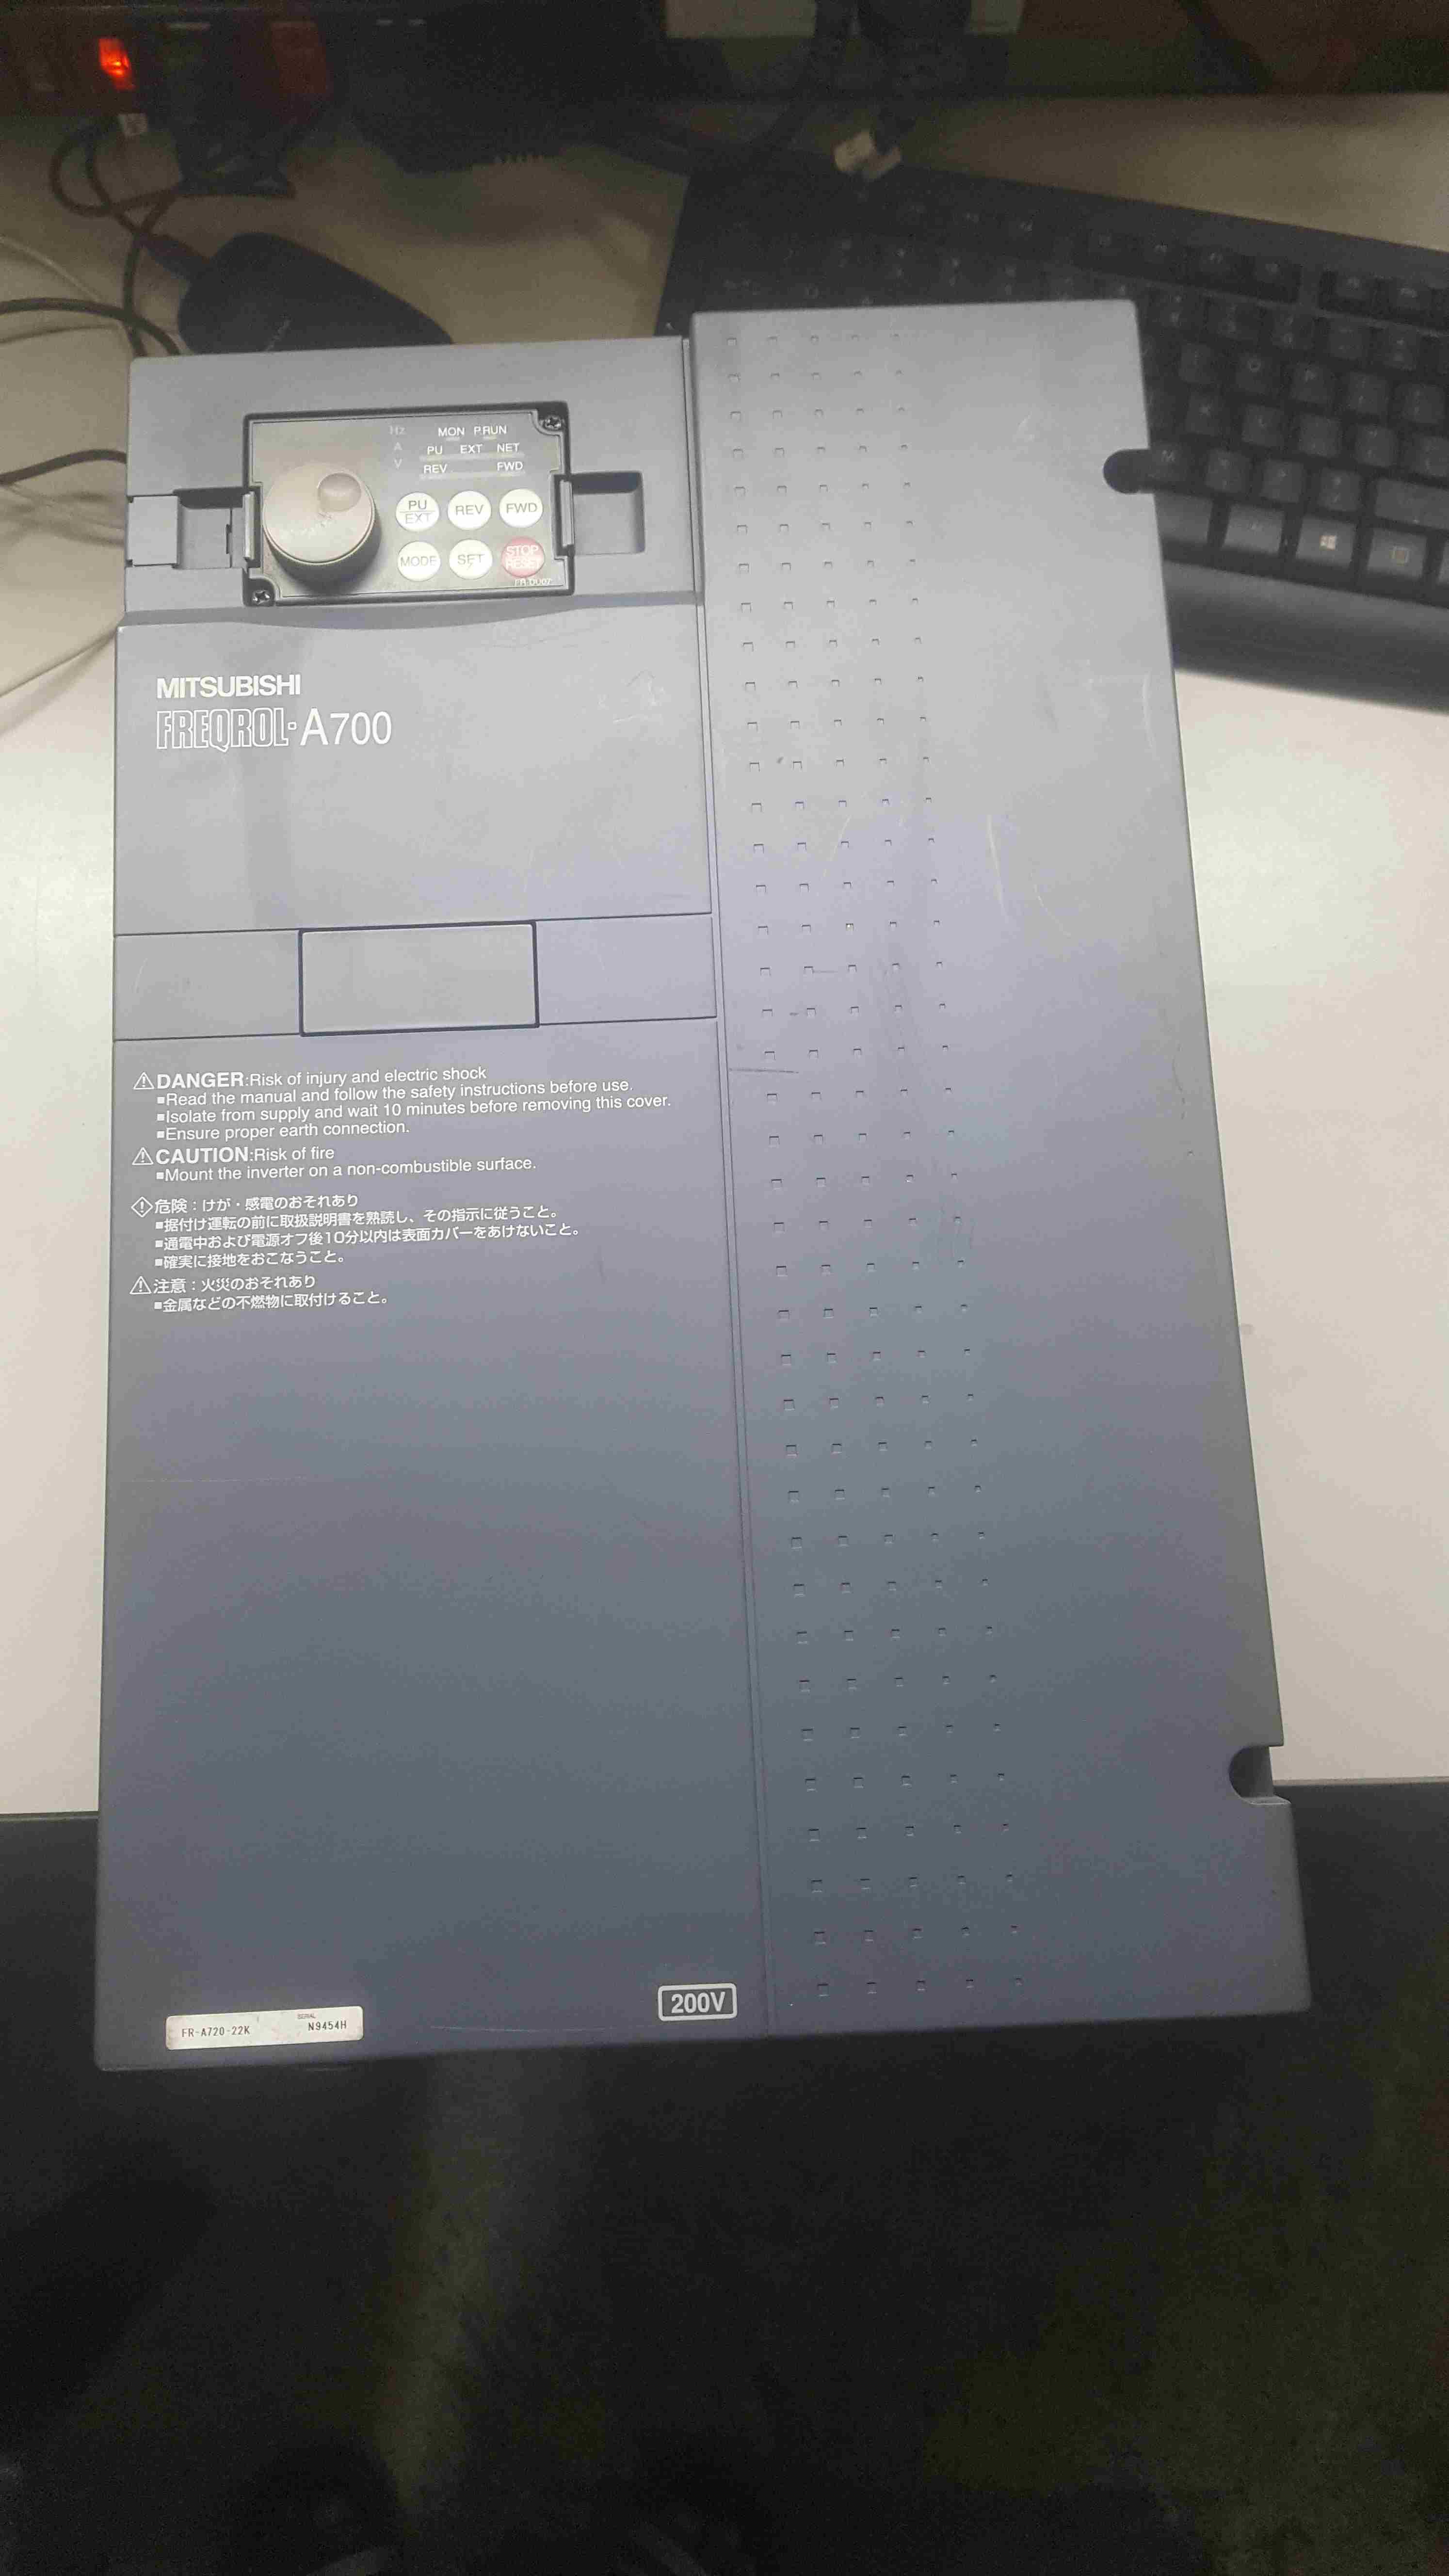 Hz MON P.RUN
A PU EXT NET
V REV FWD
PU EXT REV FWD
MODE SET STOP RESET
FR-DU07
MITSUBISHI
FREQROL-A700
DANGER:Risk of injury and electric shock
■Read the manual and follow the safety instructions before use.
■Isolate from supply and wait 10 minutes before removing this cover.
■Ensure proper earth connection.
CAUTION:Risk of fire
■Mount the inverter on a non-combustible surface.
危険：けが・感電のおそれあり
■据付け運転の前に取扱説明書を熟読し、その指示に従うこと。
■通電中および電源オフ後10分以内は表面カバーをあけないこと。
■確実に接地をおこなうこと。
注意：火災のおそれあり
■金属などの不燃物に取付けること。
200V
SERIAL
FR-A720-22K N9454H